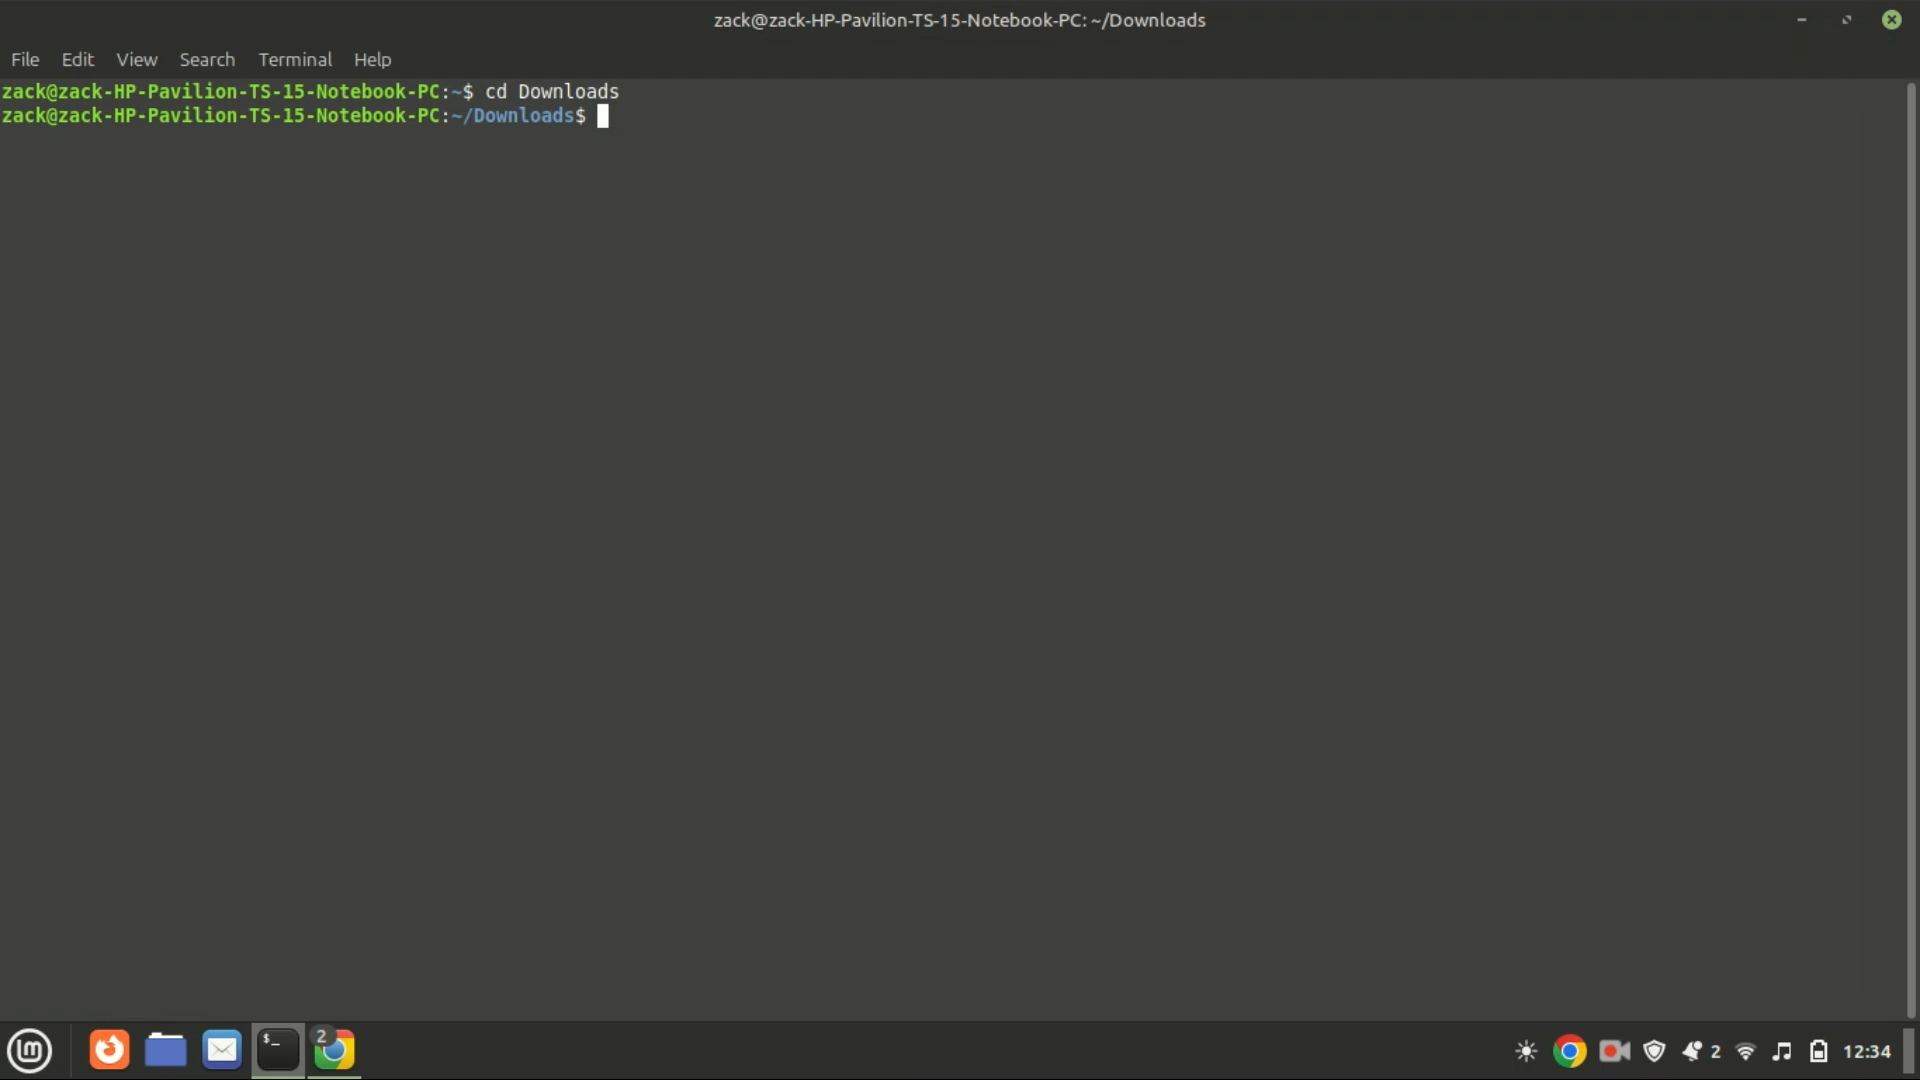 zack@zack-HP-Pavilion-TS-15-Notebook-PC: ~/Downloads
File Edit View Search Terminal Help
zack@zack-HP-Pavilion-TS-15-Notebook-PC:~$ cd Downloads
zack@zack-HP-Pavilion-TS-15-Notebook-PC:~/Downloads$
$_ 2 2 12:34